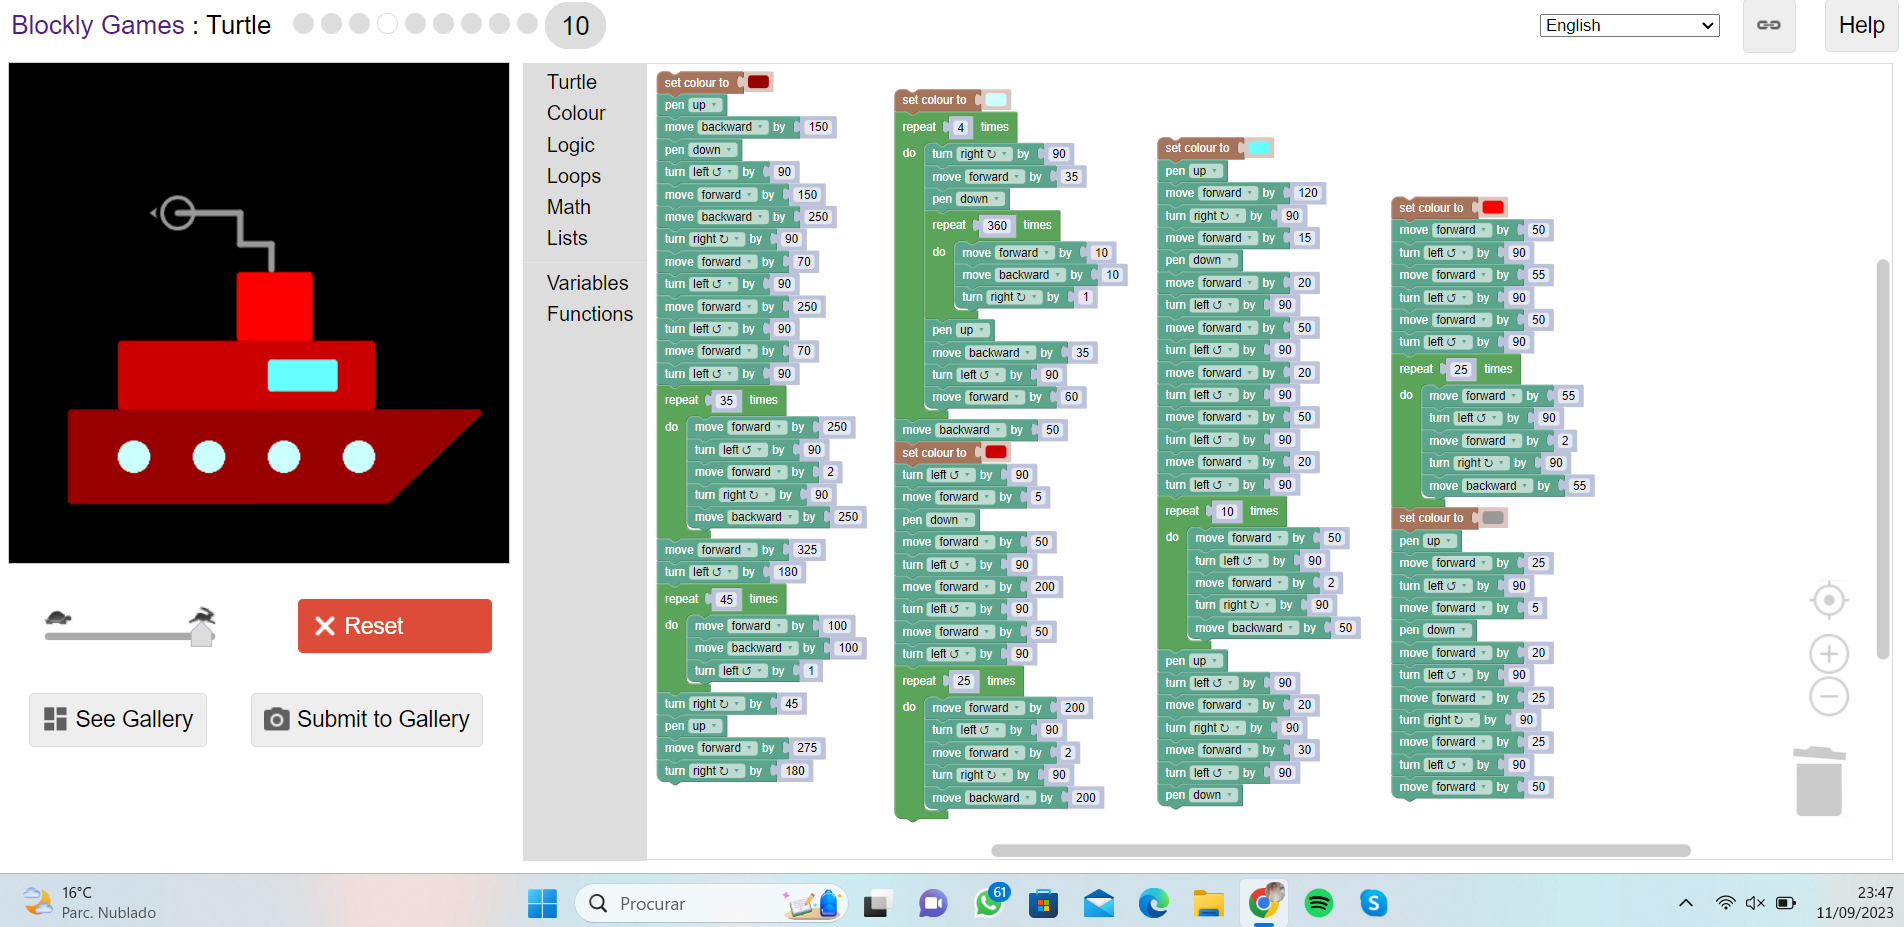 Blockly Games : Turtle
10
English
Help
Turtle
Colour
Logic
Loops
Math
Lists
Variables
Functions
set colour to
pen up
move backward by 150
pen down
turn left ↺ by 90
move forward by 150
move backward by 250
turn right ↻ by 90
move forward by 70
turn left ↺ by 90
move forward by 250
turn left ↺ by 90
move forward by 70
turn left ↺ by 90
repeat 35 times
do move forward by 250
turn left ↺ by 90
move forward by 2
turn right ↻ by 90
move backward by 250
move forward by 325
turn left ↺ by 180
repeat 45 times
do move forward by 100
move backward by 100
turn left ↺ by 1
turn right ↻ by 45
pen up
move forward by 275
turn right ↻ by 180
set colour to
repeat 4 times
do turn right ↻ by 90
move forward by 35
pen down
repeat 360 times
do move forward by 10
move backward by 10
turn right ↻ by 1
pen up
move backward by 35
turn left ↺ by 90
move forward by 60
move backward by 50
set colour to
turn left ↺ by 90
move forward by 5
pen down
move forward by 50
turn left ↺ by 90
move forward by 200
turn left ↺ by 90
move forward by 50
turn left ↺ by 90
repeat 25 times
do move forward by 200
turn left ↺ by 90
move forward by 2
turn right ↻ by 90
move backward by 200
set colour to
pen up
move forward by 120
turn right ↻ by 90
move forward by 15
pen down
move forward by 20
turn left ↺ by 90
move forward by 50
turn left ↺ by 90
move forward by 20
turn left ↺ by 90
move forward by 50
turn left ↺ by 90
move forward by 20
turn left ↺ by 90
repeat 10 times
do move forward by 50
turn left ↺ by 90
move forward by 2
turn right ↻ by 90
move backward by 50
pen up
turn left ↺ by 90
move forward by 20
turn right ↻ by 90
move forward by 30
turn left ↺ by 90
pen down
set colour to
move forward by 50
turn left ↺ by 90
move forward by 55
turn left ↺ by 90
move forward by 50
turn left ↺ by 90
repeat 25 times
do move forward by 55
turn left ↺ by 90
move forward by 2
turn right ↻ by 90
move backward by 55
set colour to
pen up
move forward by 25
turn left ↺ by 90
move forward by 5
pen down
move forward by 20
turn left ↺ by 90
move forward by 25
turn right ↻ by 90
move forward by 25
turn left ↺ by 90
move forward by 50
Reset
See Gallery
Submit to Gallery
16°C
Parc. Nublado
Procurar
61
23:47
11/09/2023